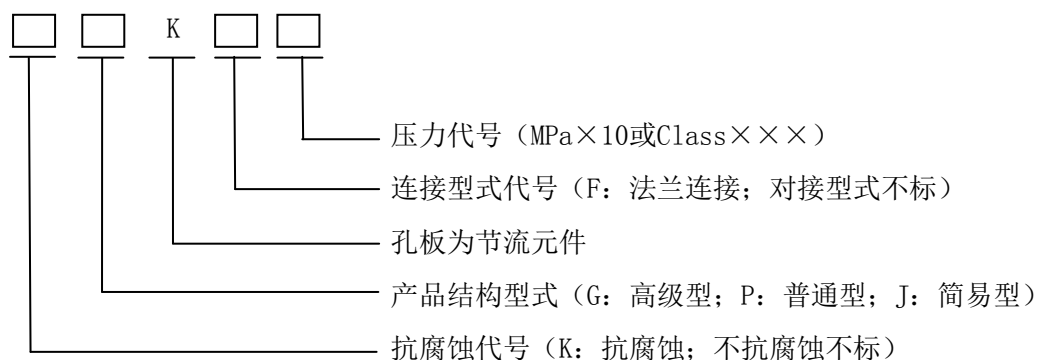 K
压力代号（MPa×10或Class×××）
连接型式代号（F：法兰连接；对接型式不标）
孔板为节流元件
产品结构型式（G：高级型；P：普通型；J：简易型）
抗腐蚀代号（K：抗腐蚀；不抗腐蚀不标）